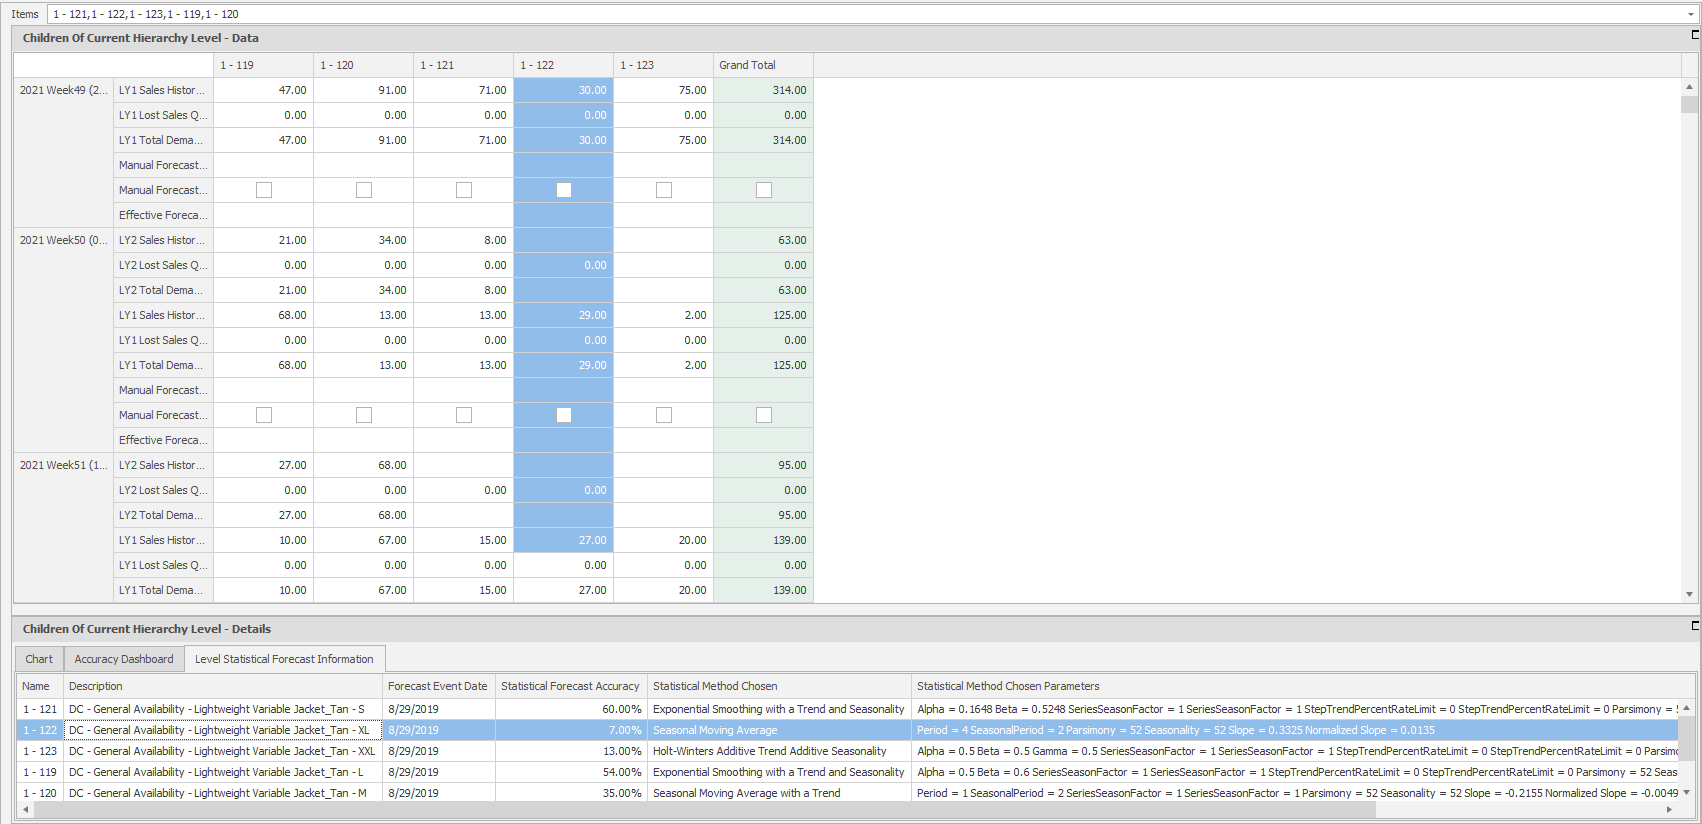 Items 1 - 121,1 - 122,1 - 123,1 - 119,1 - 120
Children Of Current Hierarchy Level - Data
1 - 119 1 - 120 1 - 121 1 - 122 1 - 123 Grand Total
2021 Week49 (2... LY1 Sales Histor... 47.00 91.00 71.00 30.00 75.00 314.00
LY1 Lost Sales Q... 0.00 0.00 0.00 0.00 0.00 0.00
LY1 Total Dema... 47.00 91.00 71.00 30.00 75.00 314.00
Manual Forecast...
Manual Forecast...
Effective Foreca...
2021 Week50 (0... LY2 Sales Histor... 21.00 34.00 8.00 63.00
LY2 Lost Sales Q... 0.00 0.00 0.00 0.00 0.00
LY2 Total Dema... 21.00 34.00 8.00 63.00
LY1 Sales Histor... 68.00 13.00 13.00 29.00 2.00 125.00
LY1 Lost Sales Q... 0.00 0.00 0.00 0.00 0.00 0.00
LY1 Total Dema... 68.00 13.00 13.00 29.00 2.00 125.00
Manual Forecast...
Manual Forecast...
Effective Foreca...
2021 Week51 (1... LY2 Sales Histor... 27.00 68.00 95.00
LY2 Lost Sales Q... 0.00 0.00 0.00 0.00 0.00
LY2 Total Dema... 27.00 68.00 95.00
LY1 Sales Histor... 10.00 67.00 15.00 27.00 20.00 139.00
LY1 Lost Sales Q... 0.00 0.00 0.00 0.00 0.00 0.00
LY1 Total Dema... 10.00 67.00 15.00 27.00 20.00 139.00
Children Of Current Hierarchy Level - Details
Chart Accuracy Dashboard Level Statistical Forecast Information
Name Description Forecast Event Date Statistical Forecast Accuracy Statistical Method Chosen Statistical Method Chosen Parameters
1 - 121 DC - General Availability - Lightweight Variable Jacket_Tan - S 8/29/2019 60.00% Exponential Smoothing with a Trend and Seasonality Alpha = 0.1648 Beta = 0.5248 SeriesSeasonFactor = 1 SeriesSeasonFactor = 1 StepTrendPercentRateLimit = 0 StepTrendPercentRateLimit = 0 Parsimony = 5
1 - 122 DC - General Availability - Lightweight Variable Jacket_Tan - XL 8/29/2019 7.00% Seasonal Moving Average Period = 4 SeasonalPeriod = 2 Parsimony = 52 Seasonality = 52 Slope = 0.3325 Normalized Slope = 0.0135
1 - 123 DC - General Availability - Lightweight Variable Jacket_Tan - XXL 8/29/2019 13.00% Holt-Winters Additive Trend Additive Seasonality Alpha = 0.5 Beta = 0.5 Gamma = 0.5 SeriesSeasonFactor = 1 SeriesSeasonFactor = 1 StepTrendPercentRateLimit = 0 StepTrendPercentRateLimit = 0 Parsimo
1 - 119 DC - General Availability - Lightweight Variable Jacket_Tan - L 8/29/2019 54.00% Exponential Smoothing with a Trend and Seasonality Alpha = 0.5 Beta = 0.6 SeriesSeasonFactor = 1 SeriesSeasonFactor = 1 StepTrendPercentRateLimit = 0 StepTrendPercentRateLimit = 0 Parsimony = 52 Seas
1 - 120 DC - General Availability - Lightweight Variable Jacket_Tan - M 8/29/2019 35.00% Seasonal Moving Average with a Trend Period = 1 SeasonalPeriod = 2 SeriesSeasonFactor = 1 SeriesSeasonFactor = 1 Parsimony = 52 Seasonality = 52 Slope = -0.2155 Normalized Slope = -0.0049